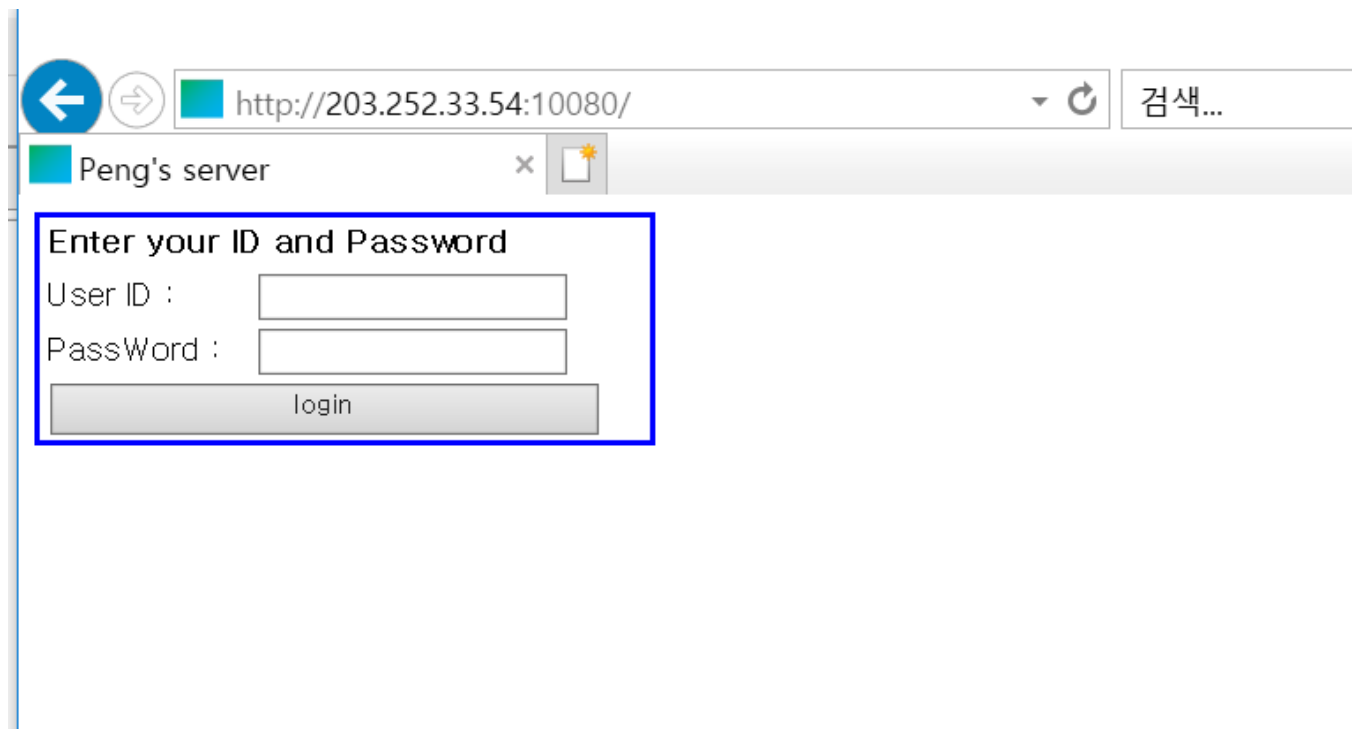 http://203.252.33.54:10080/
검색...
Peng's server
Enter your ID and Password
User ID :
PassWord :
login